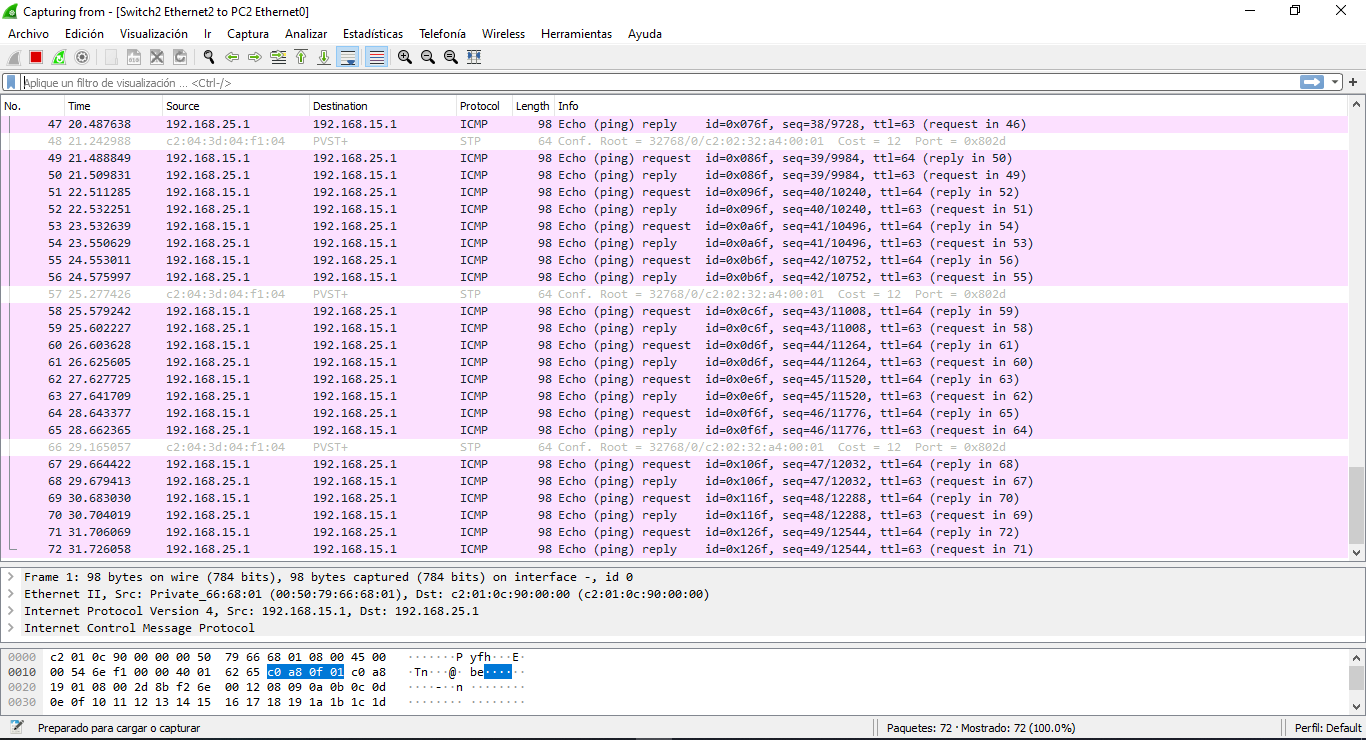 Capturing from - [Switch2 Ethernet2 to PC2 Ethernet0]
Archivo Edición Visualización Ir Captura Analizar Estadísticas Telefonía Wireless Herramientas Ayuda
Aplique un filtro de visualización ... <Ctrl-/>
No. Time Source Destination Protocol Length Info
47 20.487638 192.168.25.1 192.168.15.1 ICMP 98 Echo (ping) reply id=0x076f, seq=38/9728, ttl=63 (request in 46)
48 21.242988 c2:04:3d:04:f1:04 PVST+ STP 64 Conf. Root = 32768/0/c2:02:32:a4:00:01 Cost = 12 Port = 0x802d
49 21.488849 192.168.15.1 192.168.25.1 ICMP 98 Echo (ping) request id=0x086f, seq=39/9984, ttl=64 (reply in 50)
50 21.509831 192.168.25.1 192.168.15.1 ICMP 98 Echo (ping) reply id=0x086f, seq=39/9984, ttl=63 (request in 49)
51 22.511285 192.168.15.1 192.168.25.1 ICMP 98 Echo (ping) request id=0x096f, seq=40/10240, ttl=64 (reply in 52)
52 22.532251 192.168.25.1 192.168.15.1 ICMP 98 Echo (ping) reply id=0x096f, seq=40/10240, ttl=63 (request in 51)
53 23.532639 192.168.15.1 192.168.25.1 ICMP 98 Echo (ping) request id=0x0a6f, seq=41/10496, ttl=64 (reply in 54)
54 23.550629 192.168.25.1 192.168.15.1 ICMP 98 Echo (ping) reply id=0x0a6f, seq=41/10496, ttl=63 (request in 53)
55 24.553011 192.168.15.1 192.168.25.1 ICMP 98 Echo (ping) request id=0x0b6f, seq=42/10752, ttl=64 (reply in 56)
56 24.575997 192.168.25.1 192.168.15.1 ICMP 98 Echo (ping) reply id=0x0b6f, seq=42/10752, ttl=63 (request in 55)
57 25.277426 c2:04:3d:04:f1:04 PVST+ STP 64 Conf. Root = 32768/0/c2:02:32:a4:00:01 Cost = 12 Port = 0x802d
58 25.579242 192.168.15.1 192.168.25.1 ICMP 98 Echo (ping) request id=0x0c6f, seq=43/11008, ttl=64 (reply in 59)
59 25.602227 192.168.25.1 192.168.15.1 ICMP 98 Echo (ping) reply id=0x0c6f, seq=43/11008, ttl=63 (request in 58)
60 26.603628 192.168.15.1 192.168.25.1 ICMP 98 Echo (ping) request id=0x0d6f, seq=44/11264, ttl=64 (reply in 61)
61 26.625605 192.168.25.1 192.168.15.1 ICMP 98 Echo (ping) reply id=0x0d6f, seq=44/11264, ttl=63 (request in 60)
62 27.627725 192.168.15.1 192.168.25.1 ICMP 98 Echo (ping) request id=0x0e6f, seq=45/11520, ttl=64 (reply in 63)
63 27.641709 192.168.25.1 192.168.15.1 ICMP 98 Echo (ping) reply id=0x0e6f, seq=45/11520, ttl=63 (request in 62)
64 28.643377 192.168.15.1 192.168.25.1 ICMP 98 Echo (ping) request id=0x0f6f, seq=46/11776, ttl=64 (reply in 65)
65 28.662365 192.168.25.1 192.168.15.1 ICMP 98 Echo (ping) reply id=0x0f6f, seq=46/11776, ttl=63 (request in 64)
66 29.165057 c2:04:3d:04:f1:04 PVST+ STP 64 Conf. Root = 32768/0/c2:02:32:a4:00:01 Cost = 12 Port = 0x802d
67 29.664422 192.168.15.1 192.168.25.1 ICMP 98 Echo (ping) request id=0x106f, seq=47/12032, ttl=64 (reply in 68)
68 29.679413 192.168.25.1 192.168.15.1 ICMP 98 Echo (ping) reply id=0x106f, seq=47/12032, ttl=63 (request in 67)
69 30.683030 192.168.15.1 192.168.25.1 ICMP 98 Echo (ping) request id=0x116f, seq=48/12288, ttl=64 (reply in 70)
70 30.704019 192.168.25.1 192.168.15.1 ICMP 98 Echo (ping) reply id=0x116f, seq=48/12288, ttl=63 (request in 69)
71 31.706069 192.168.15.1 192.168.25.1 ICMP 98 Echo (ping) request id=0x126f, seq=49/12544, ttl=64 (reply in 72)
72 31.726058 192.168.25.1 192.168.15.1 ICMP 98 Echo (ping) reply id=0x126f, seq=49/12544, ttl=63 (request in 71)
Frame 1: 98 bytes on wire (784 bits), 98 bytes captured (784 bits) on interface -, id 0
Ethernet II, Src: Private_66:68:01 (00:50:79:66:68:01), Dst: c2:01:0c:90:00:00 (c2:01:0c:90:00:00)
Internet Protocol Version 4, Src: 192.168.15.1, Dst: 192.168.25.1
Internet Control Message Protocol
0000 c2 01 0c 90 00 00 00 50 79 66 68 01 08 00 45 00 ·······P yfh···E·
0010 00 54 6e f1 00 00 40 01 62 65 c0 a8 0f 01 c0 a8 ·Tn···@· be······
0020 19 01 08 00 2d 8b f2 6e 00 12 08 09 0a 0b 0c 0d ····-··n ········
0030 0e 0f 10 11 12 13 14 15 16 17 18 19 1a 1b 1c 1d ········ ········
Preparado para cargar o capturar Paquetes: 72 · Mostrado: 72 (100.0%) Perfil: Default